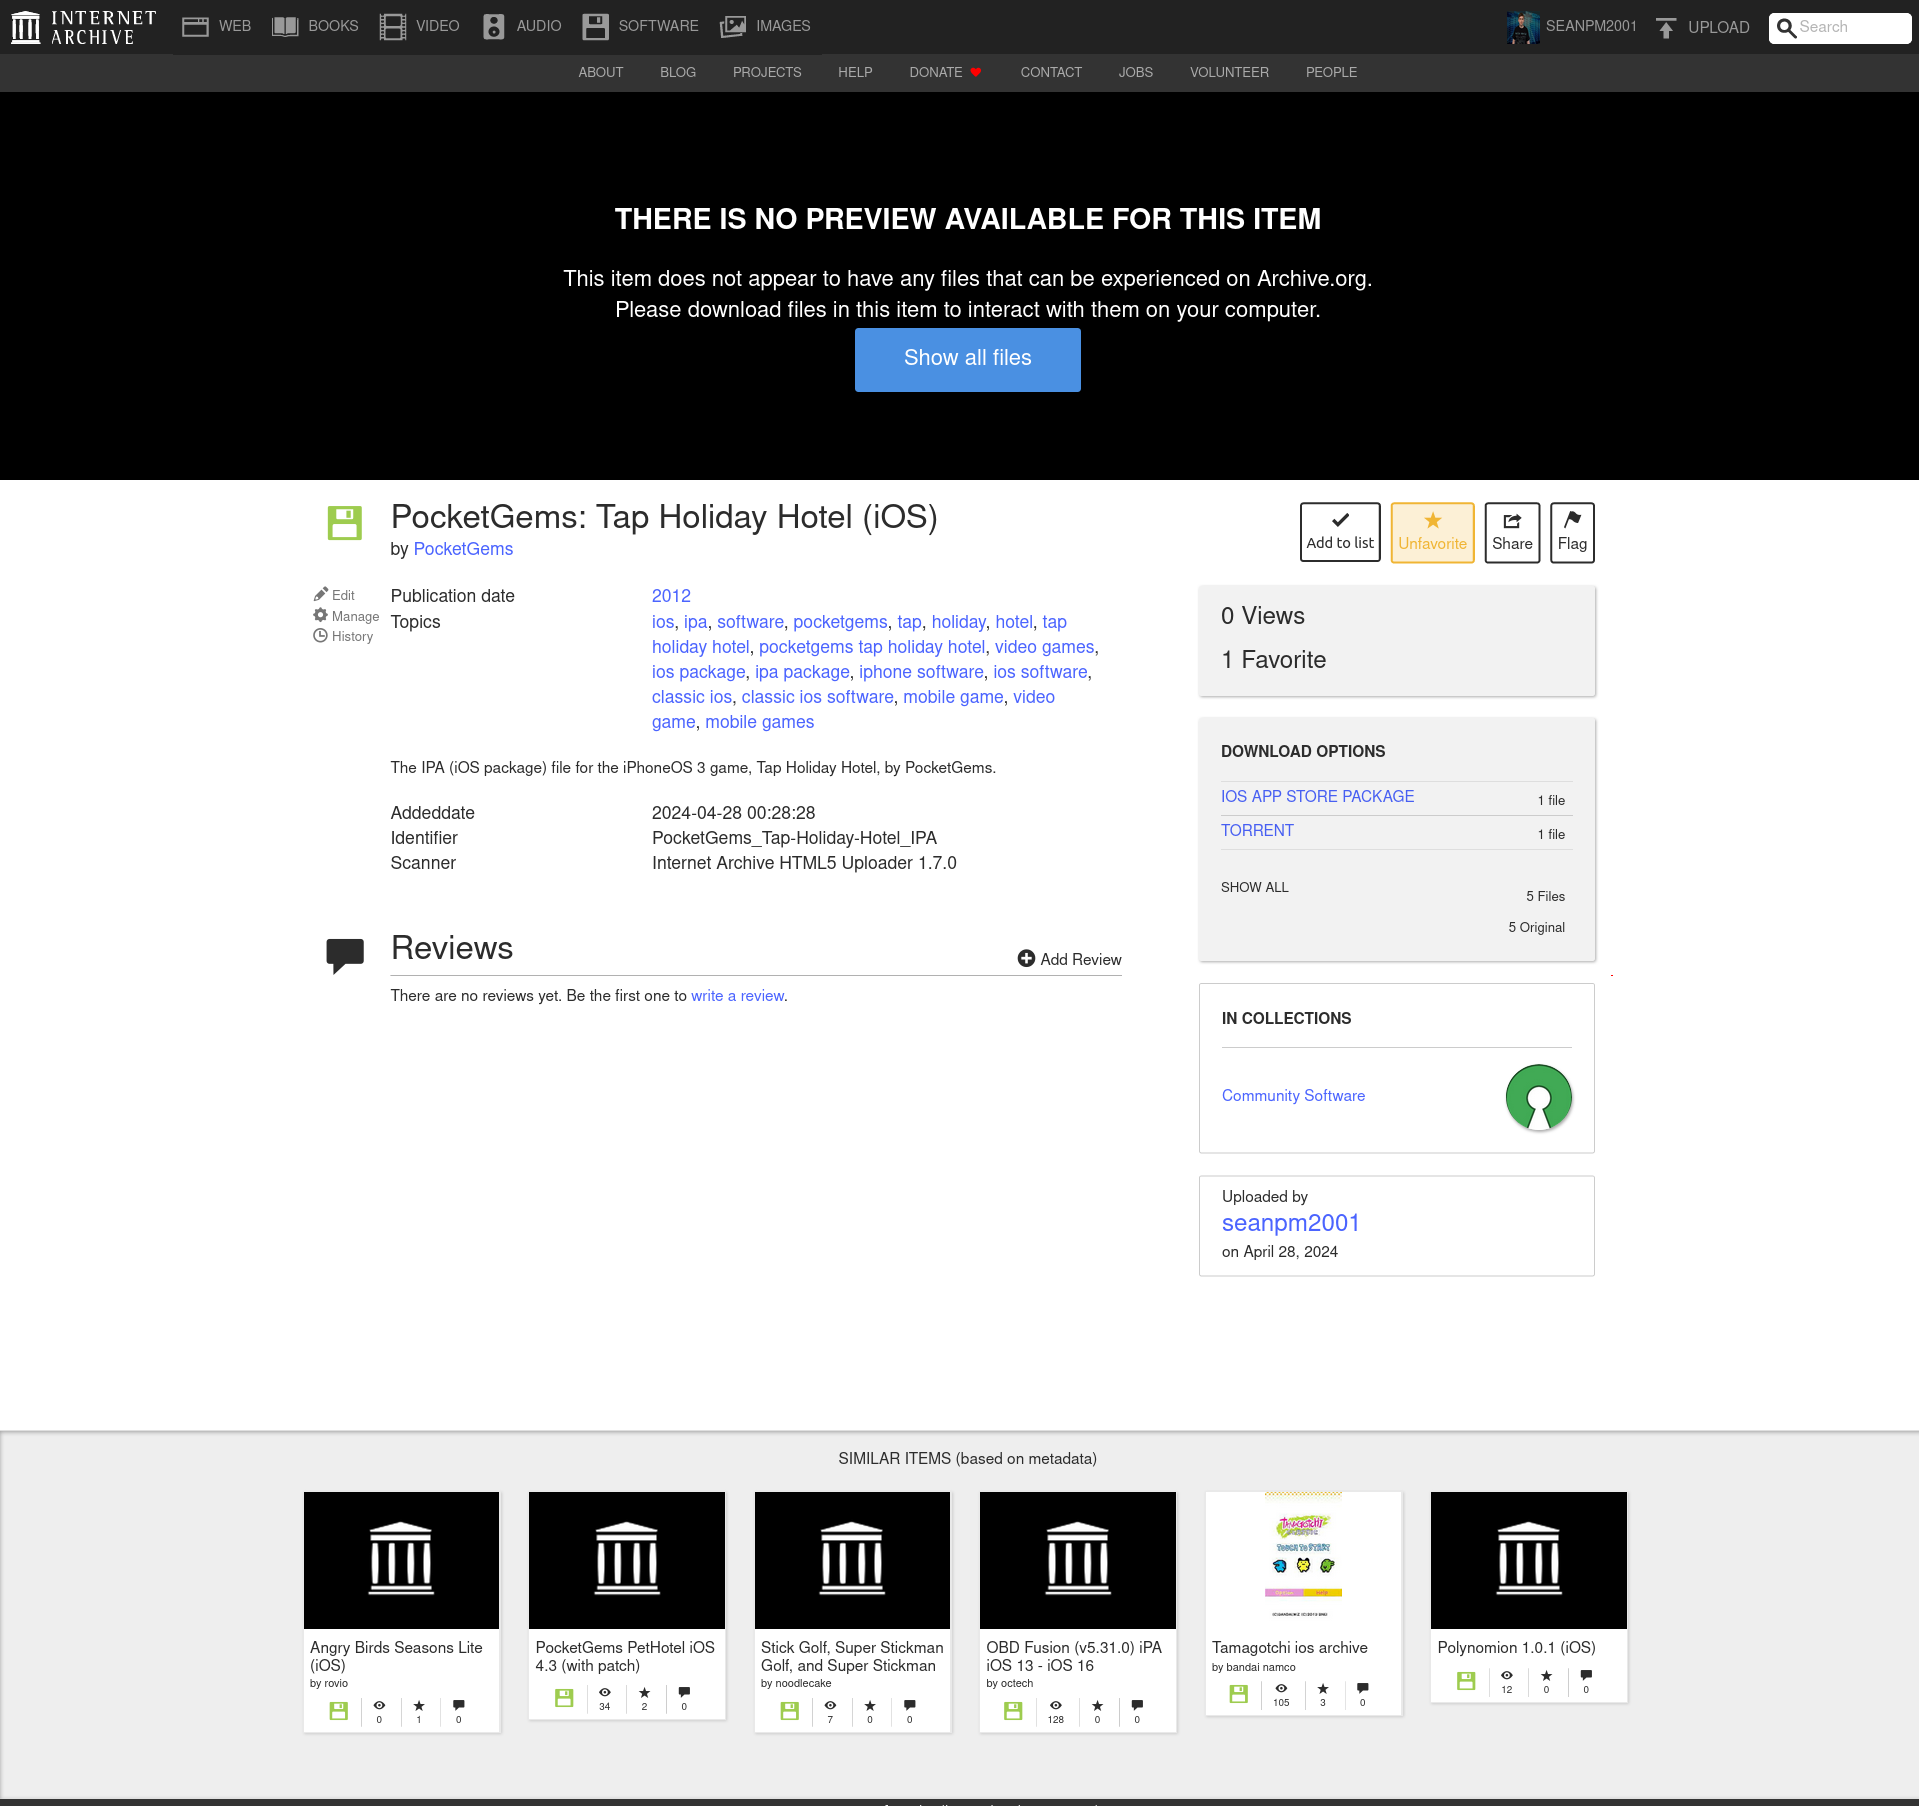 INTERNET
ARCHIVE
WEB
BOOKS
VIDEO
AUDIO
SOFTWARE
IMAGES
SEANPM2001
UPLOAD
Search
ABOUT
BLOG
PROJECTS
HELP
DONATE
CONTACT
JOBS
VOLUNTEER
PEOPLE
THERE IS NO PREVIEW AVAILABLE FOR THIS ITEM
This item does not appear to have any files that can be experienced on Archive.org.
Please download files in this item to interact with them on your computer.
Show all files
PocketGems: Tap Holiday Hotel (iOS)
by PocketGems
Add to list
Unfavorite
Share
Flag
Edit
Manage
History
Publication date 2012
Topics ios, ipa, software, pocketgems, tap, holiday, hotel, tap
holiday hotel, pocketgems tap holiday hotel, video games,
ios package, ipa package, iphone software, ios software,
classic ios, classic ios software, mobile game, video
game, mobile games
The IPA (iOS package) file for the iPhoneOS 3 game, Tap Holiday Hotel, by PocketGems.
Addeddate 2024-04-28 00:28:28
Identifier PocketGems_Tap-Holiday-Hotel_IPA
Scanner Internet Archive HTML5 Uploader 1.7.0
Reviews
Add Review
There are no reviews yet. Be the first one to write a review.
0 Views
1 Favorite
DOWNLOAD OPTIONS
IOS APP STORE PACKAGE 1 file
TORRENT 1 file
SHOW ALL 5 Files
5 Original
IN COLLECTIONS
Community Software
Uploaded by
seanpm2001
on April 28, 2024
SIMILAR ITEMS (based on metadata)
Angry Birds Seasons Lite
(iOS)
by rovio
0 1 0
PocketGems PetHotel iOS
4.3 (with patch)
34 2 0
Stick Golf, Super Stickman
Golf, and Super Stickman
by noodlecake
7 0 0
OBD Fusion (v5.31.0) iPA
iOS 13 - iOS 16
by octech
128 0 0
Tamagotchi
TOUCH TO START
Tamagotchi ios archive
by bandai namco
105 3 0
Polynomion 1.0.1 (iOS)
12 0 0